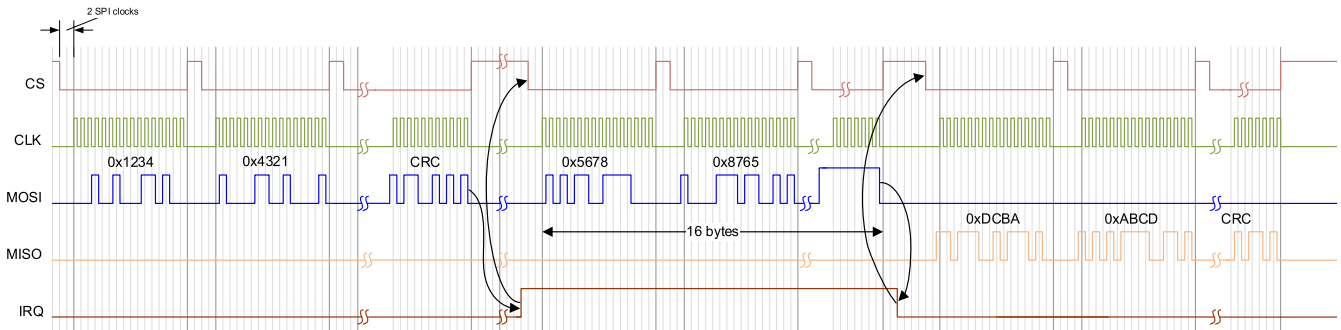 2 SPI clocks
CS
CLK
0x1234 0x4321 CRC 0x5678 0x8765
MOSI
0xDCBA 0xABCD CRC
16 bytes
MISO
IRQ